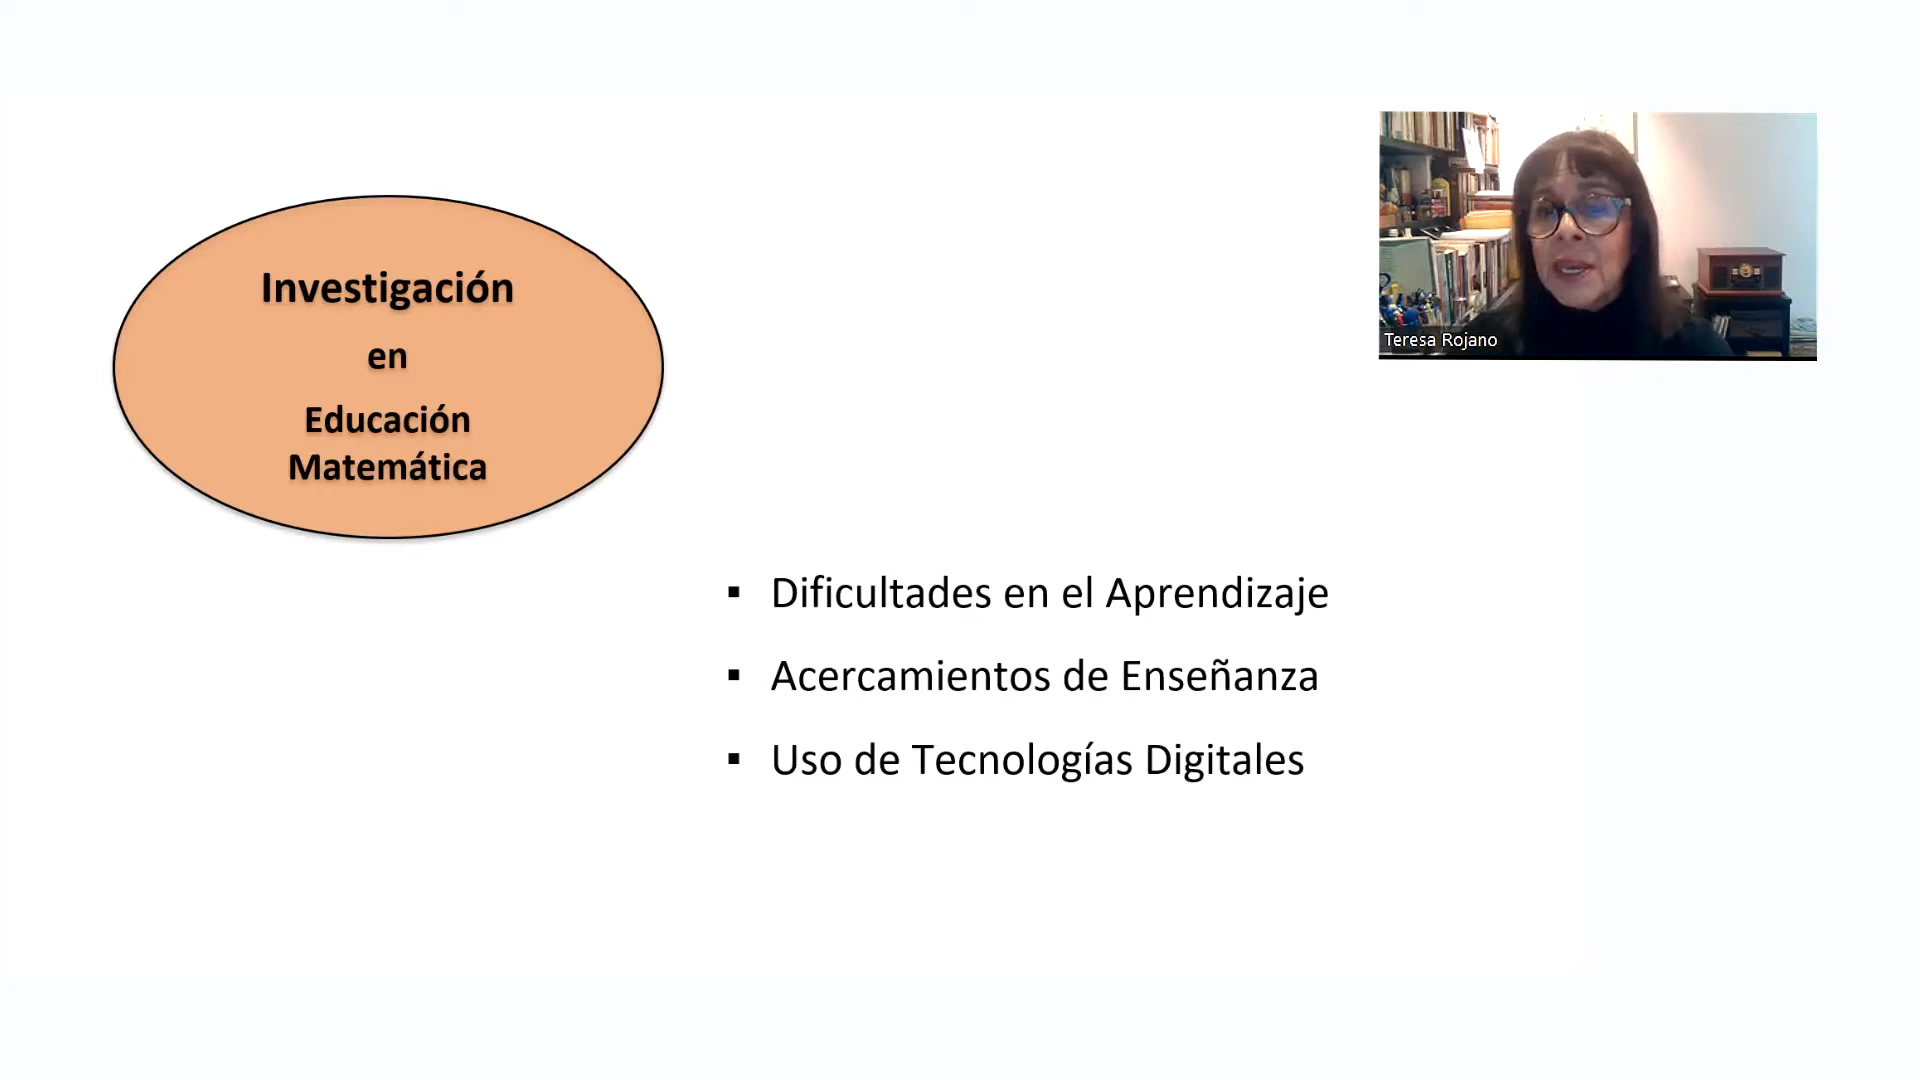 Investigación
en
Educación
Matemática
Teresa Rojano
▪ Dificultades en el Aprendizaje
▪ Acercamientos de Enseñanza
▪ Uso de Tecnologías Digitales